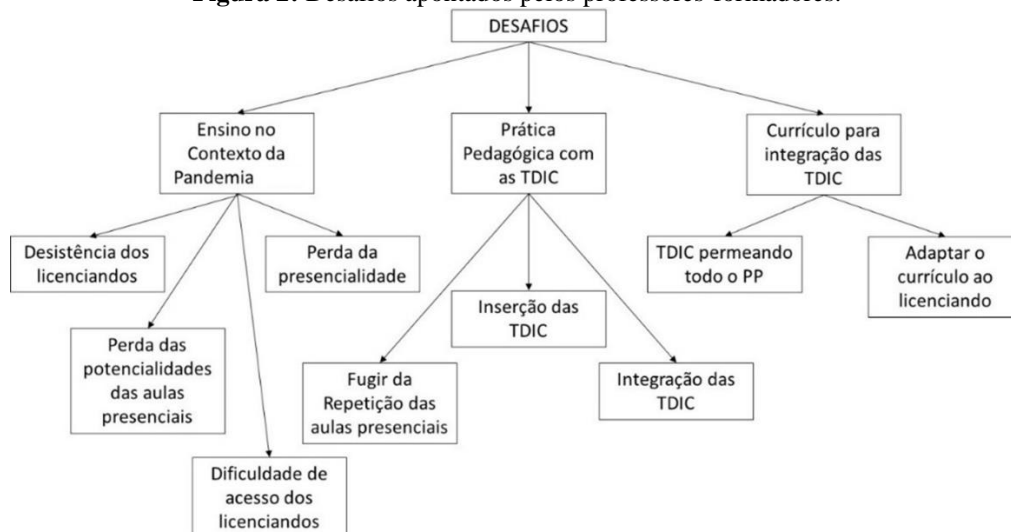 Figura 2: Desafios apontados pelos professores formadores.
DESAFIOS
Ensino no
Contexto da
Pandemia
Prática
Pedagógica com
as TDIC
Currículo para
integração das
TDIC
Desistência dos
licenciandos
Perda da
presencialidade
TDIC permeando
todo o PP
Adaptar o
currículo ao
licenciando
Inserção das
TDIC
Perda das
potencialidades
das aulas
presenciais
Fugir da
Repetição das
aulas presenciais
Integração das
TDIC
Dificuldade de
acesso dos
licenciandos